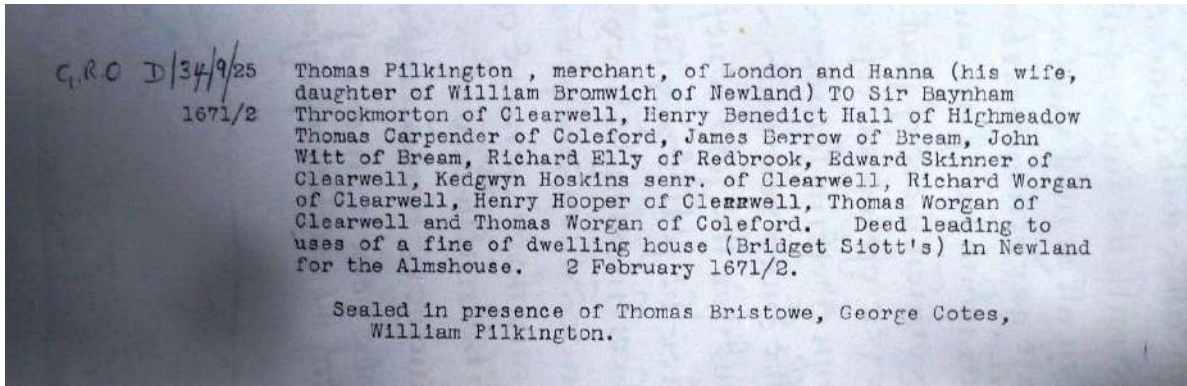 G.R.O D/34/9/25 Thomas Pilkington , merchant, of London and Hanna (his wife,
daughter of William Bromwich of Newland) TO Sir Baynham
1671/2 Throckmorton of Clearwell, Henry Benedict Hall of Highmeadow
Thomas Carpender of Coleford, James Berrow of Bream, John
Witt of Bream, Richard Elly of Redbrook, Edward Skinner of
Clearwell, Kedgwyn Hoskins senr. of Clearwell, Richard Worgan
of Clearwell, Henry Hooper of Clearwell, Thomas Worgan of
Clearwell and Thomas Worgan of Coleford. Deed leading to
uses of a fine of dwelling house (Bridget Siott's) in Newland
for the Almshouse. 2 February 1671/2.
Sealed in presence of Thomas Bristowe, George Cotes,
William Pilkington.